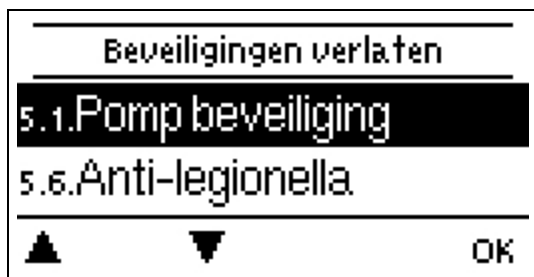 Beveiligingen verlaten
5.1.Pomp beveiliging
5.6.Anti-legionella
▲ ▼ OK